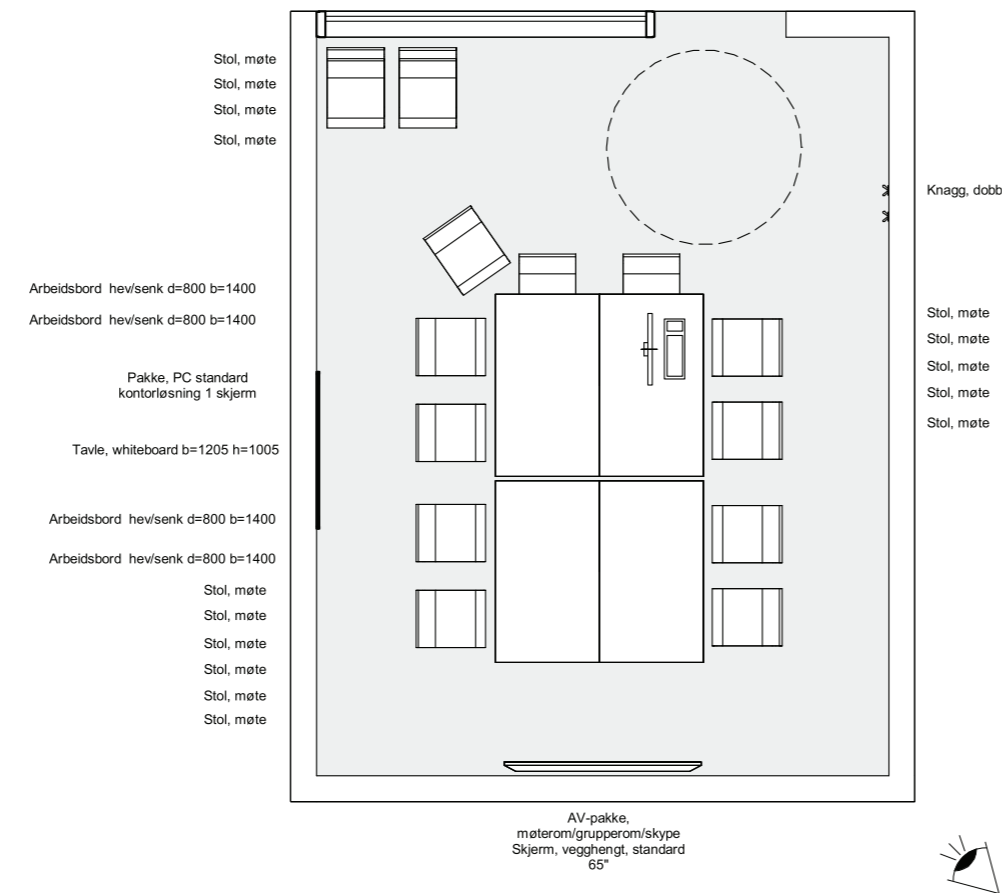 Stol, møte
Stol, møte
Stol, møte
Stol, møte
Arbeidsbord hev/senk d=800 b=1400
Arbeidsbord hev/senk d=800 b=1400
Pakke, PC standard
kontorløsning 1 skjerm
Tavle, whiteboard b=1205 h=1005
Arbeidsbord hev/senk d=800 b=1400
Arbeidsbord hev/senk d=800 b=1400
Stol, møte
Stol, møte
Stol, møte
Stol, møte
Stol, møte
Stol, møte
Knagg, dobb
Stol, møte
Stol, møte
Stol, møte
Stol, møte
Stol, møte
AV-pakke,
møterom/grupperom/skype
Skjerm, vegghengt, standard
65"